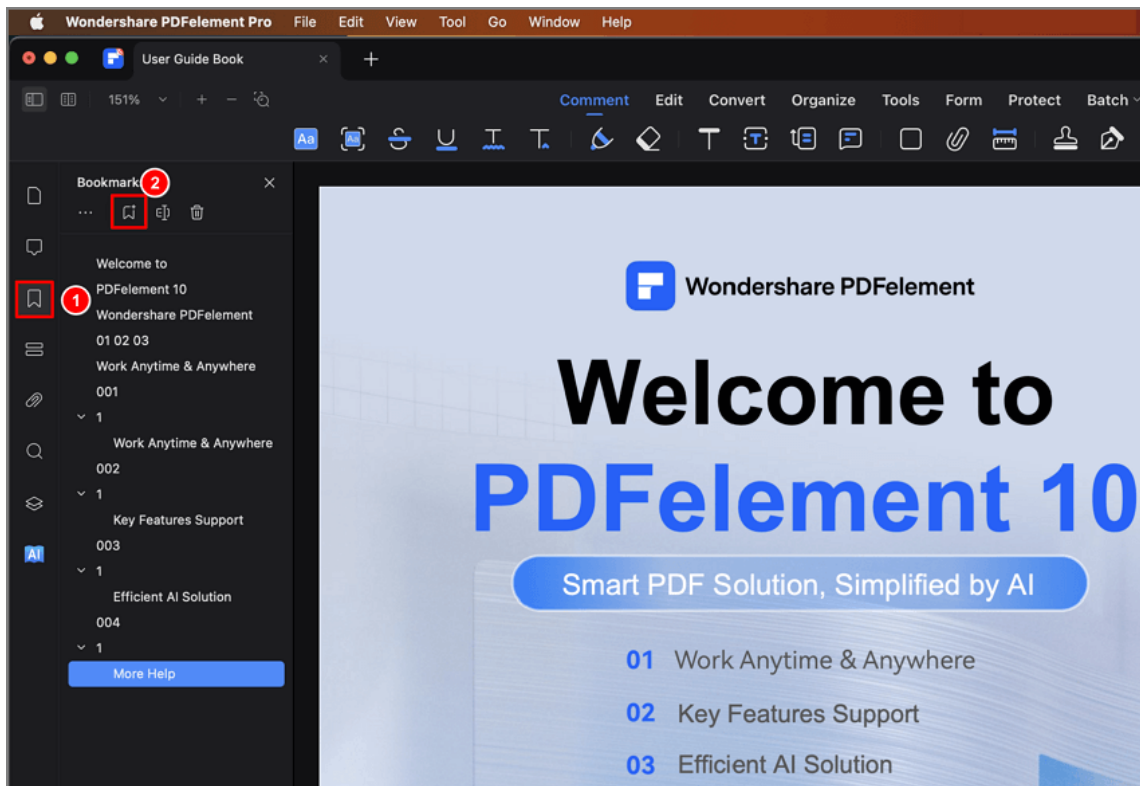 Wondershare PDFelement Pro File Edit View Tool Go Window Help
User Guide Book
151%
Comment Edit Convert Organize Tools Form Protect Batch
Aa Aa T T T T
Bookmark 2
1
Welcome to
PDFelement 10
Wondershare PDFelement
01 02 03
Work Anytime & Anywhere
001
1
Work Anytime & Anywhere
002
1
Key Features Support
003
1
Efficient AI Solution
004
1
More Help
AI
Wondershare PDFelement
Welcome to
PDFelement 10
Smart PDF Solution, Simplified by AI
01 Work Anytime & Anywhere
02 Key Features Support
03 Efficient AI Solution